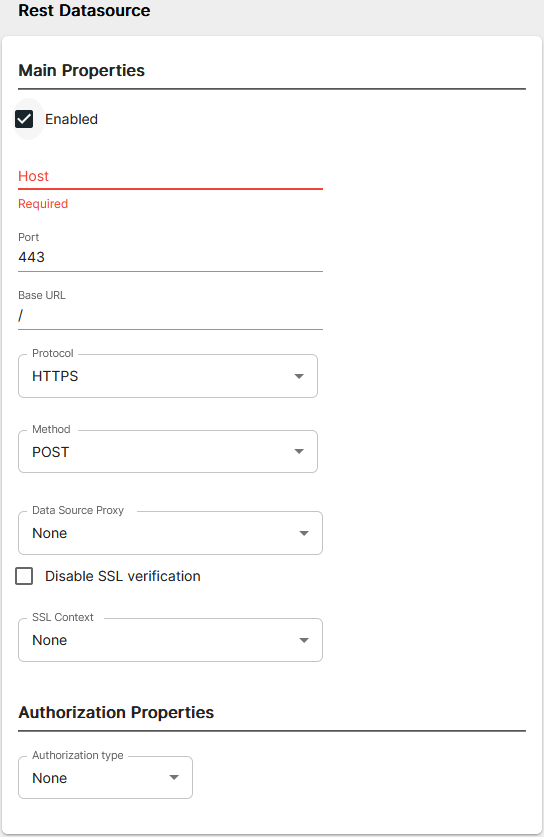 Rest Datasource
Main Properties
Enabled
Host
Required
Port
443
Base URL
/
Protocol
HTTPS
Method
POST
Data Source Proxy
None
Disable SSL verification
SSL Context
None
Authorization Properties
Authorization type
None